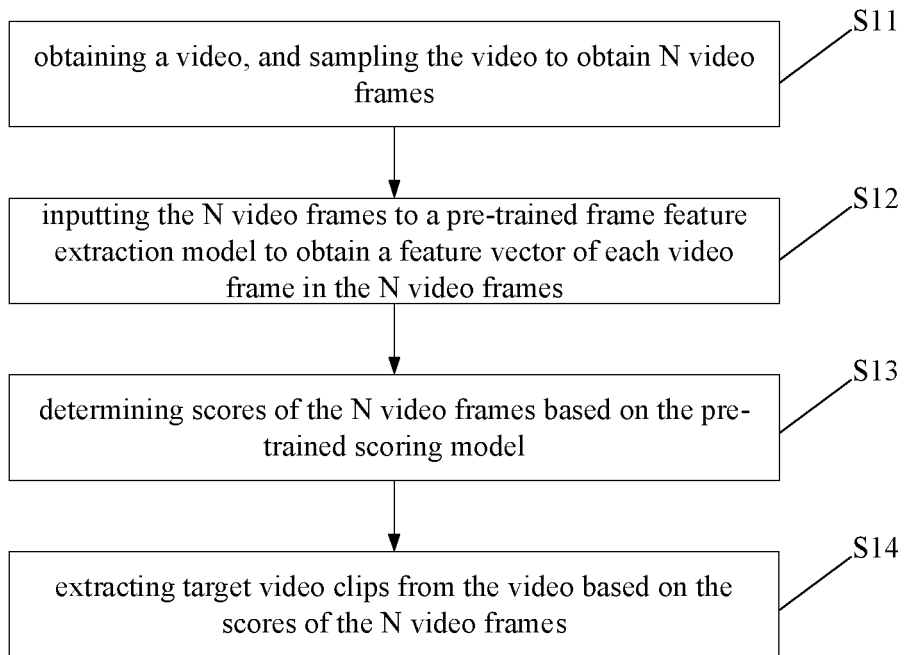 S11
obtaining a video, and sampling the video to obtain N video
frames
S12
inputting the N video frames to a pre-trained frame feature
extraction model to obtain a feature vector of each video
frame in the N video frames
S13
determining scores of the N video frames based on the pre-
trained scoring model
S14
extracting target video clips from the video based on the
scores of the N video frames